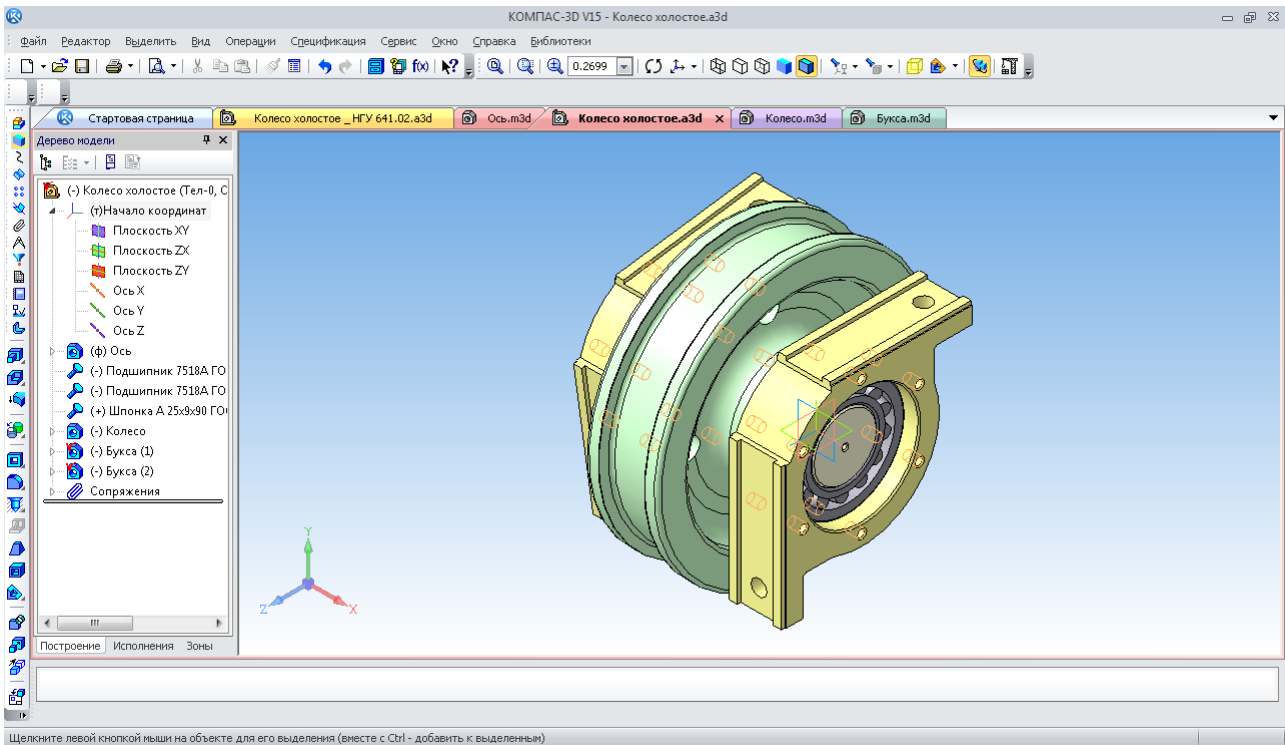 КОМПАС-3D V15 - Колесо холостое.a3d
Файл Редактор Выделить Вид Операции Спецификация Сервис Окно Справка Библиотеки
0.2699
f(x)
Стартовая страница Колесо холостое _ НГУ 641.02.a3d Ось.m3d Колесо холостое.a3d Колесо.m3d Букса.m3d
Дерево модели
(-) Колесо холостое (Тел-0, С
(т)Начало координат
Плоскость XY
Плоскость ZX
Плоскость ZY
Ось X
Ось Y
Ось Z
(ф) Ось
(-) Подшипник 7518А ГО
(-) Подшипник 7518А ГО
(+) Шпонка А 25x9x90 ГО
(-) Колесо
(-) Букса (1)
(-) Букса (2)
Сопряжения
Y
Z
X
Построение Исполнения Зоны
Щелкните левой кнопкой мыши на объекте для его выделения (вместе с Ctrl - добавить к выделенным)